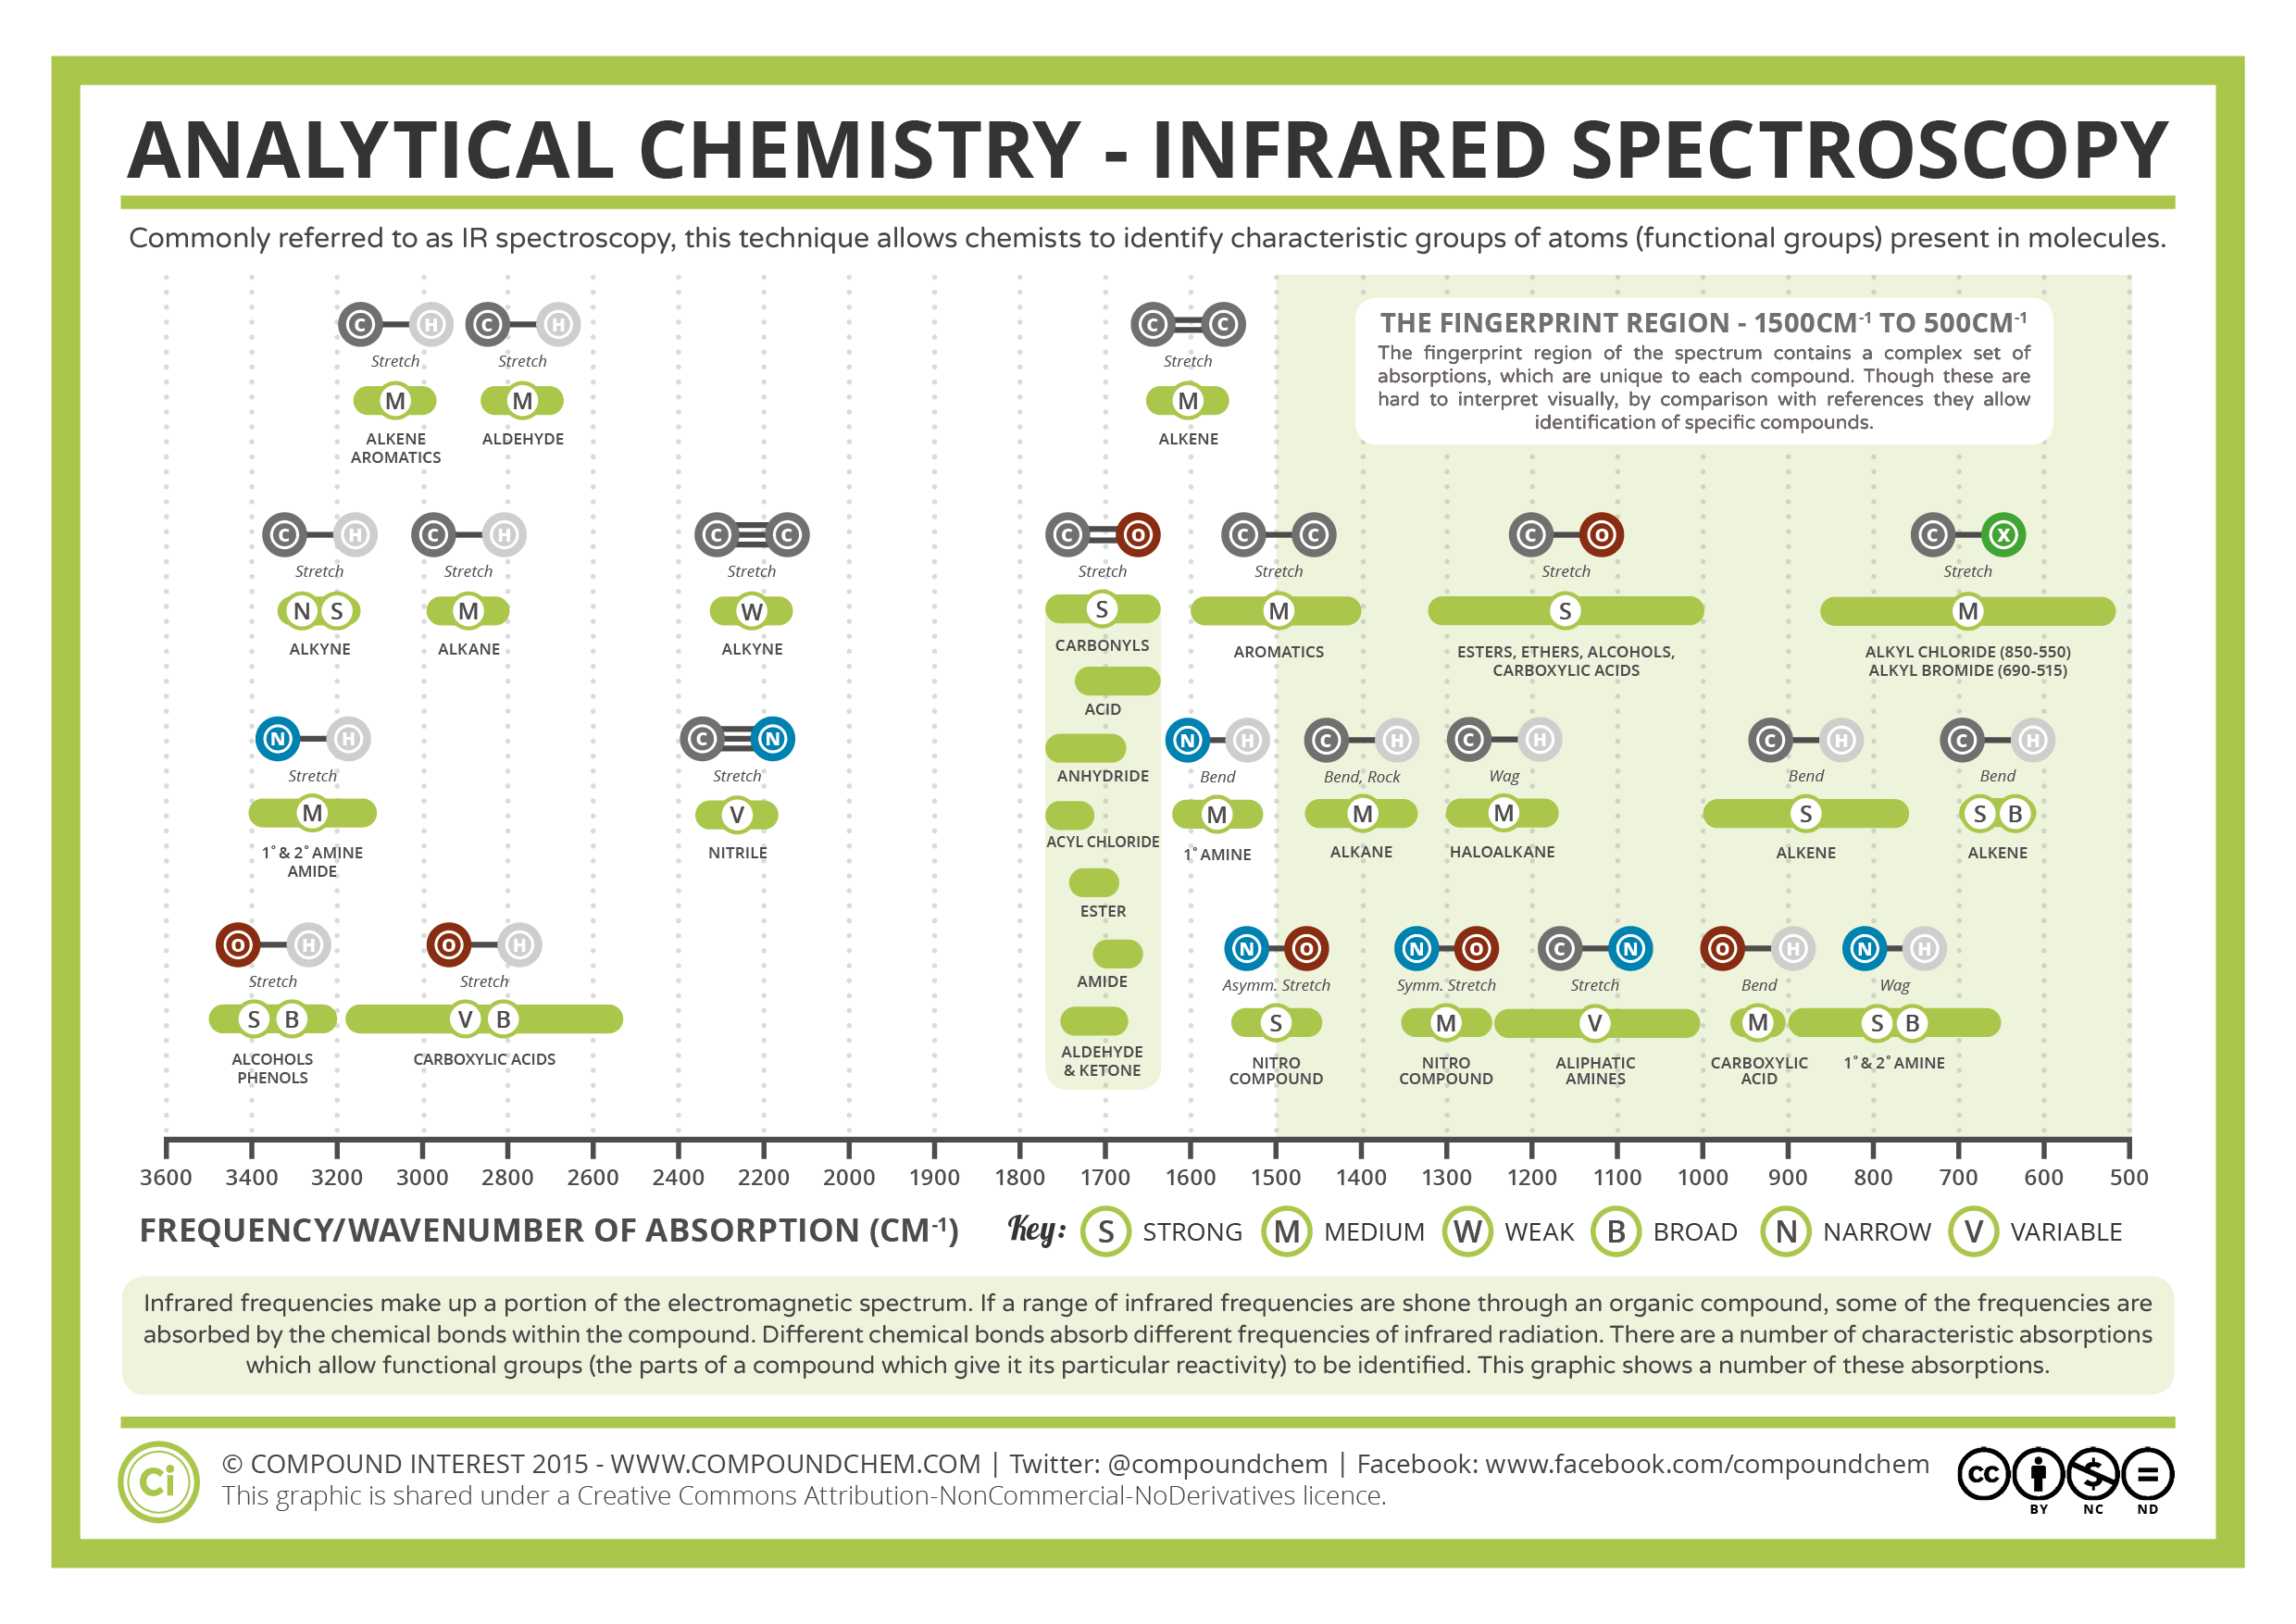 ANALYTICAL CHEMISTRY - INFRARED SPECTROSCOPY
Commonly referred to as IR spectroscopy, this technique allows chemists to identify characteristic groups of atoms (functional groups) present in molecules.
C H C H C C
Stretch Stretch Stretch
M M M
ALKENE ALDEHYDE ALKENE
AROMATICS
THE FINGERPRINT REGION - 1500CM-1 TO 500CM-1
The fingerprint region of the spectrum contains a complex set of
absorptions, which are unique to each compound. Though these are
hard to interpret visually, by comparison with references they allow
identification of specific compounds.
C H C H C C C O C C C O C X
Stretch Stretch Stretch Stretch Stretch Stretch Stretch
N S M W S M S M
ALKYNE ALKANE ALKYNE CARBONYLS AROMATICS ESTERS, ETHERS, ALCOHOLS, ALKYL CHLORIDE (850-550)
CARBOXYLIC ACIDS ALKYL BROMIDE (690-515)
ACID
N H C N N H C H C H C H C H
Stretch Stretch ANHYDRIDE Bend Bend, Rock Wag Bend Bend
M V M M M S S B
1° & 2° AMINE NITRILE ACYL CHLORIDE 1° AMINE ALKANE HALOALKANE ALKENE ALKENE
AMIDE
ESTER
O H O H N O N O C N O H N H
Stretch Stretch AMIDE Asymm. Stretch Symm. Stretch Stretch Bend Wag
S B V B S M V M S B
ALCOHOLS CARBOXYLIC ACIDS ALDEHYDE NITRO NITRO ALIPHATIC CARBOXYLIC 1° & 2° AMINE
PHENOLS & KETONE COMPOUND COMPOUND AMINES ACID
3600 3400 3200 3000 2800 2600 2400 2200 2000 1900 1800 1700 1600 1500 1400 1300 1200 1100 1000 900 800 700 600 500
FREQUENCY/WAVENUMBER OF ABSORPTION (CM-1) Key: S STRONG M MEDIUM W WEAK B BROAD N NARROW V VARIABLE
Infrared frequencies make up a portion of the electromagnetic spectrum. If a range of infrared frequencies are shone through an organic compound, some of the frequencies are
absorbed by the chemical bonds within the compound. Different chemical bonds absorb different frequencies of infrared radiation. There are a number of characteristic absorptions
which allow functional groups (the parts of a compound which give it its particular reactivity) to be identified. This graphic shows a number of these absorptions.
Ci © COMPOUND INTEREST 2015 - WWW.COMPOUNDCHEM.COM | Twitter: @compoundchem | Facebook: www.facebook.com/compoundchem
This graphic is shared under a Creative Commons Attribution-NonCommercial-NoDerivatives licence.
cc BY NC ND